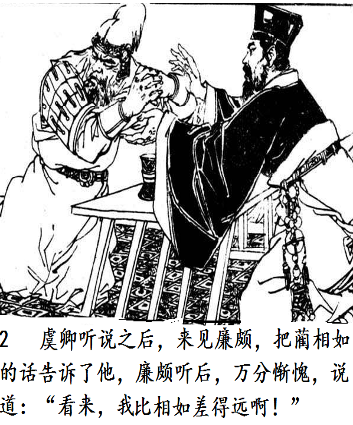 2 虞卿听说之后，来见廉颇，把蔺相如
的话告诉了他，廉颇听后，万分惭愧，说
道：“看来，我比相如差得远啊！”